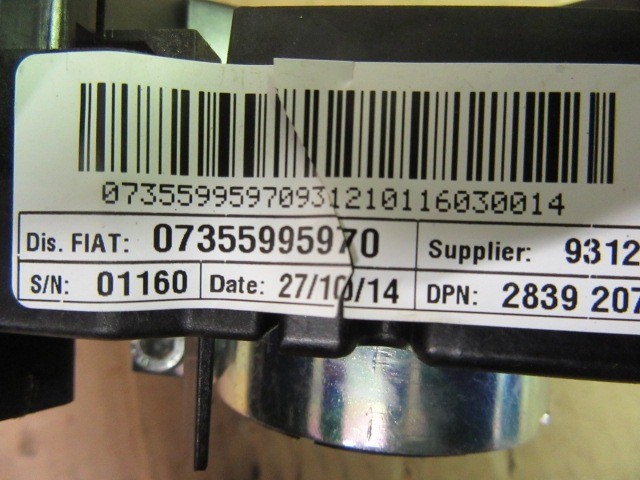 07355995970931210116030014
Dis. FIAT: 07355995970 Supplier: 9312
S/N: 01160 Date: 27/10/14 DPN: 2839 207